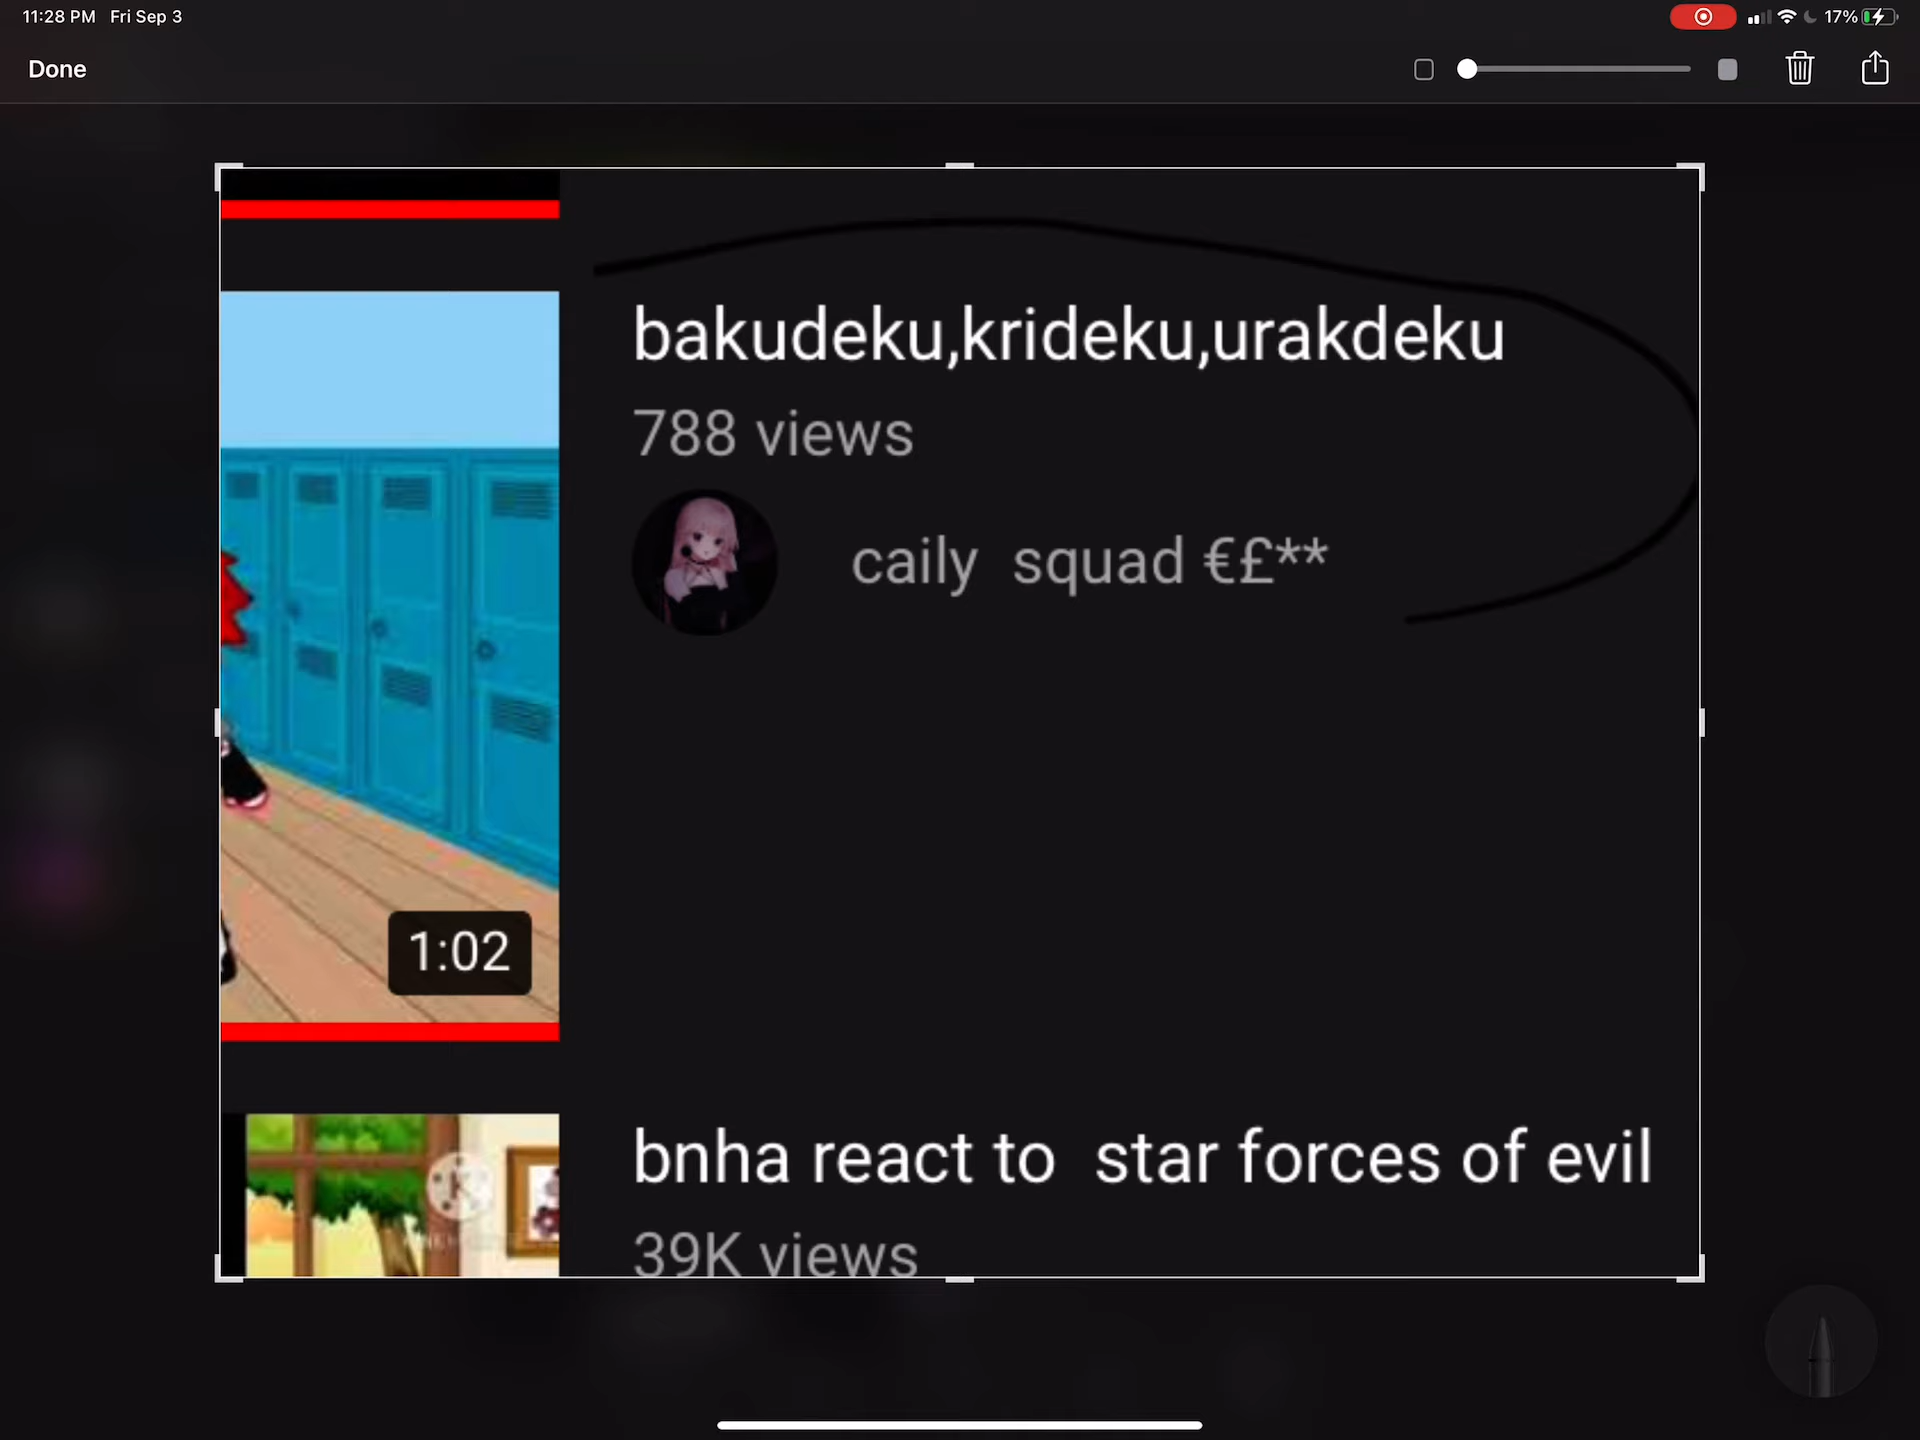 11:28 PM Fri Sep 3
17%
Done
bakudeku,krideku,urakdeku
788 views
caily squad €£**
1:02
bnha react to star forces of evil
39K views